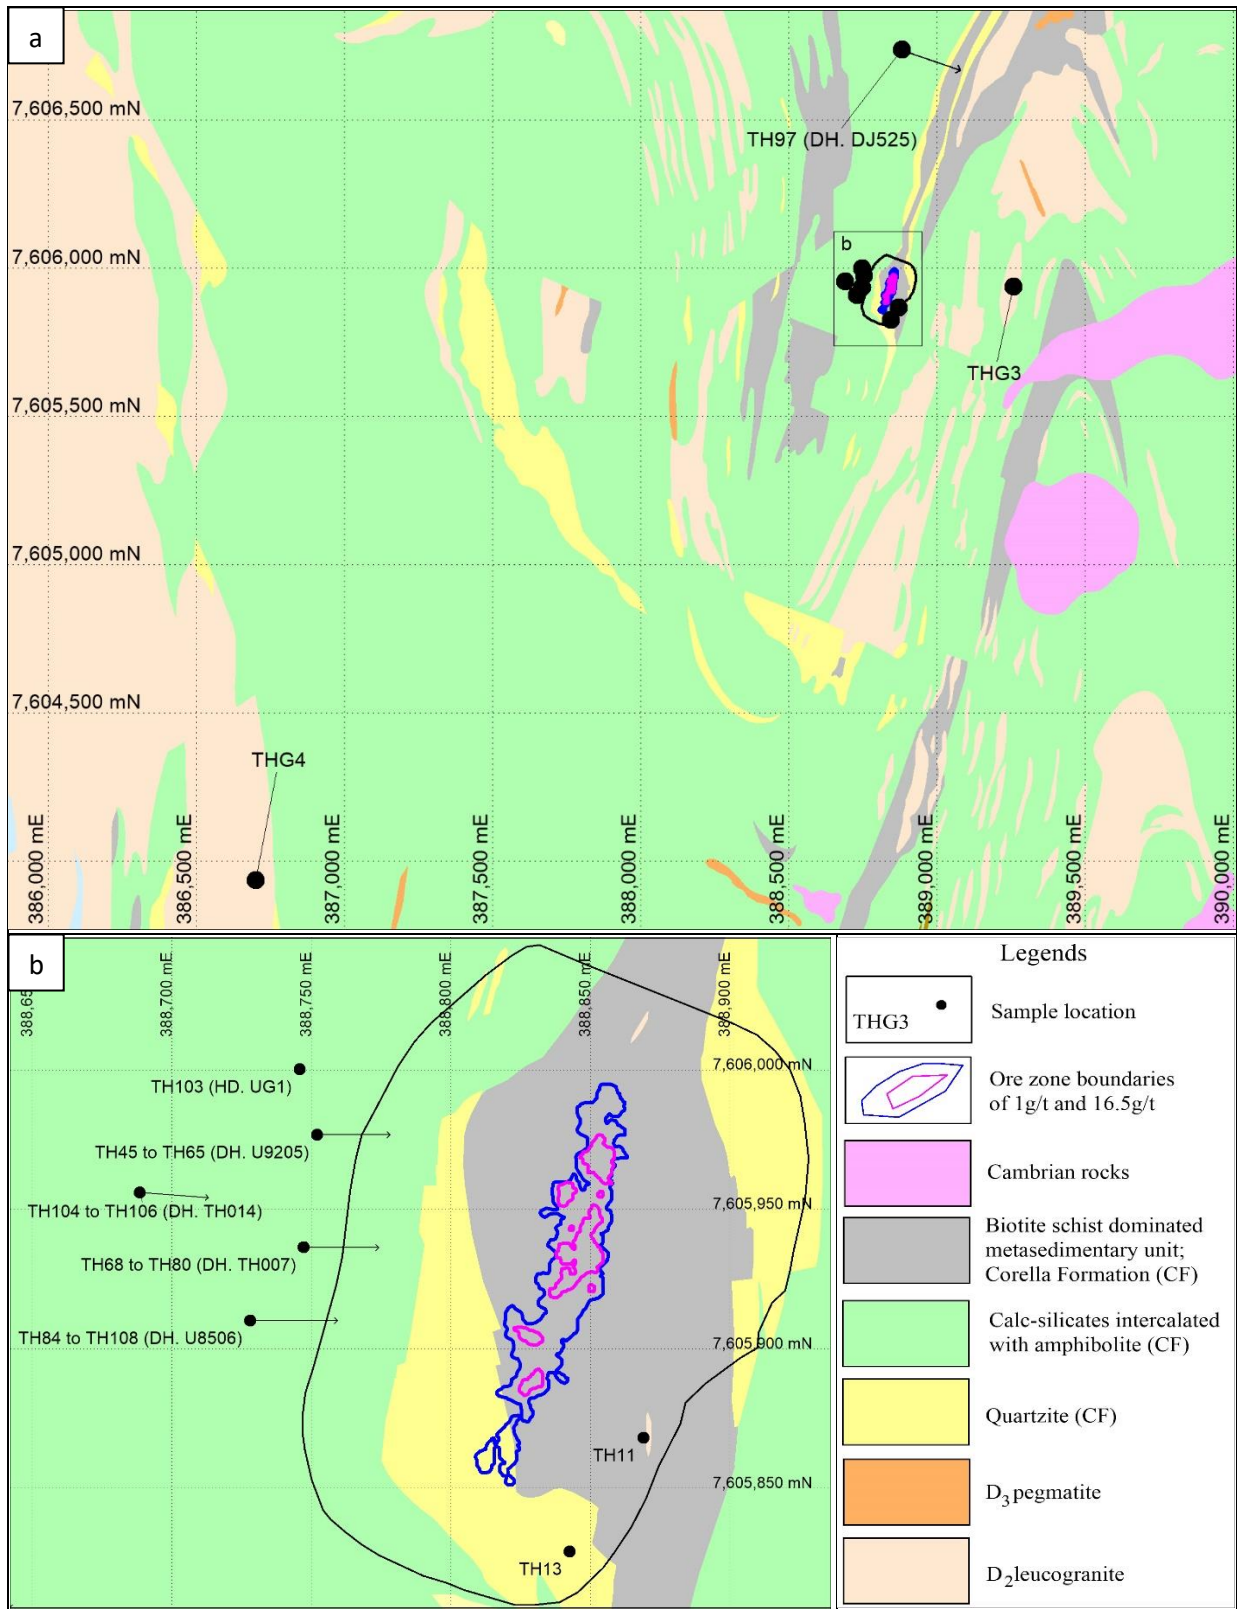 a
7,606,500 mN
TH97 (DH. DJ525)
7,606,000 mN
b
THG3
7,605,500 mN
7,605,000 mN
7,604,500 mN
THG4
386,000 mE
386,500 mE
387,000 mE
387,500 mE
388,000 mE
388,500 mE
389,000 mE
389,500 mE
390,000 mE
b
388,65
388,700 mE
388,750 mE
388,800 mE
388,850 mE
388,900 mE
7,606,000 mN
TH103 (HD. UG1)
TH45 to TH65 (DH. U9205)
7,605,950 mN
TH104 to TH106 (DH. TH014)
TH68 to TH80 (DH. TH007)
TH84 to TH108 (DH. U8506)
7,605,900 mN
TH11
7,605,850 mN
TH13
Legends
THG3
Sample location
Ore zone boundaries
of 1g/t and 16.5g/t
Cambrian rocks
Biotite schist dominated
metasedimentary unit;
Corella Formation (CF)
Calc-silicates intercalated
with amphibolite (CF)
Quartzite (CF)
D3 pegmatite
D2 leucogranite